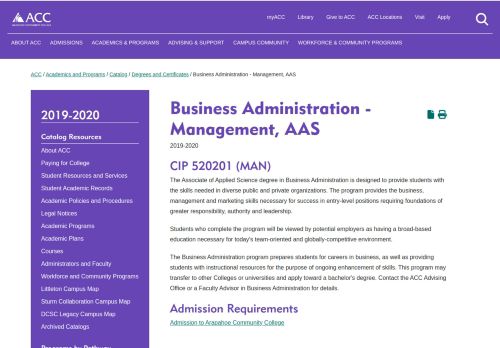 ACC
myACC Library Give to ACC ACC Locations Visit Apply
ABOUT ACC ADMISSIONS ACADEMICS & PROGRAMS ADVISING & SUPPORT CAMPUS COMMUNITY WORKFORCE & COMMUNITY PROGRAMS
ACC / Academics and Programs / Catalog / Degrees and Certificates / Business Administration - Management, AAS
2019-2020
Catalog Resources
About ACC
Paying for College
Student Resources and Services
Student Academic Records
Academic Policies and Procedures
Legal Notices
Academic Programs
Academic Plans
Courses
Administrators and Faculty
Workforce and Community Programs
Littleton Campus Map
Sturm Collaboration Campus Map
DCSC Legacy Campus Map
Archived Catalogs
Programs by Pathway
Business Administration -
Management, AAS
2019-2020
CIP 520201 (MAN)
The Associate of Applied Science degree in Business Administration is designed to provide students with
the skills needed in diverse public and private organizations. The program provides the business,
management and marketing skills necessary for success in entry-level positions requiring foundations of
greater responsibility, authority and leadership.
Students who complete the program will be viewed by potential employers as having a broad-based
education necessary for today's team-oriented and globally-competitive environment.
The Business Administration program prepares students for careers in business, as well as providing
students with instructional resources for the purpose of ongoing enhancement of skills. This program may
transfer to other Colleges or universities and apply toward a bachelor's degree. Contact the ACC Advising
Office or a Faculty Advisor in Business Administration for details.
Admission Requirements
Admission to Arapahoe Community College